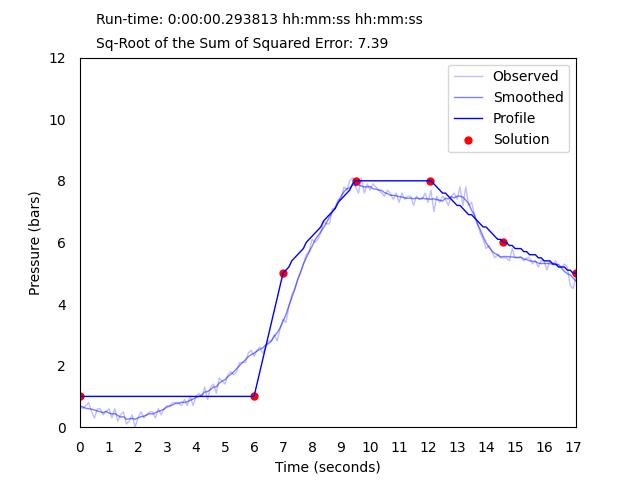 Run-time: 0:00:00.293813 hh:mm:ss hh:mm:ss
Sq-Root of the Sum of Squared Error: 7.39
Observed
Smoothed
Profile
Solution
12
10
8
6
4
2
0
Pressure (bars)
0 1 2 3 4 5 6 7 8 9 10 11 12 13 14 15 16 17
Time (seconds)